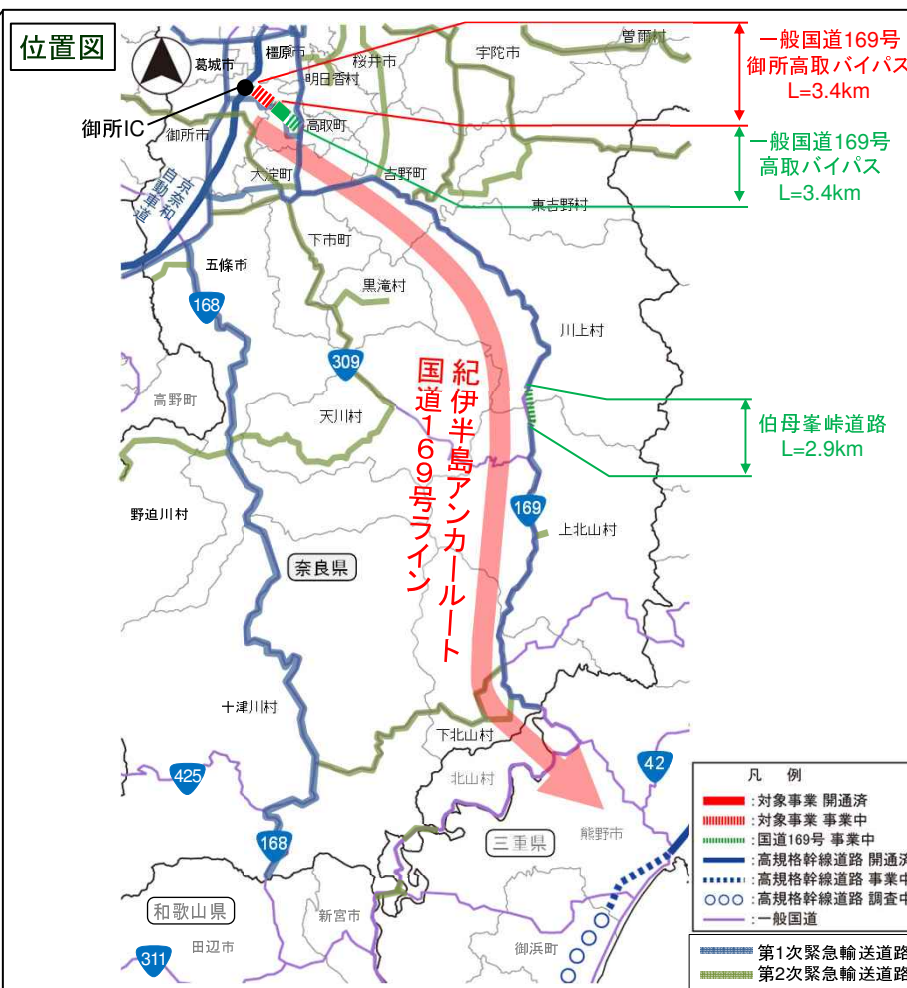 位置図
葛城市
橿原市
桜井市
宇陀市
曽爾村
明日香村
御所IC
御所市
高取町
一般国道169号
御所高取バイパス
L=3.4km
一般国道169号
高取バイパス
L=3.4km
大淀町
吉野町
東吉野村
京奈和
自動車道
下市町
五條市
黒滝村
168
川上村
309
高野町
天川村
紀伊半島アンカールート
国道169号ライン
伯母峯峠道路
L=2.9km
野迫川村
169
上北山村
奈良県
十津川村
下北山村
北山村
425
42
168
三重県
熊野市
和歌山県
新宮市
田辺市
御浜町
311
凡 例
:対象事業 開通済
:対象事業 事業中
:国道169号 事業中
:高規格幹線道路 開通済
:高規格幹線道路 事業中
:高規格幹線道路 調査中
:一般国道
第1次緊急輸送道路
第2次緊急輸送道路